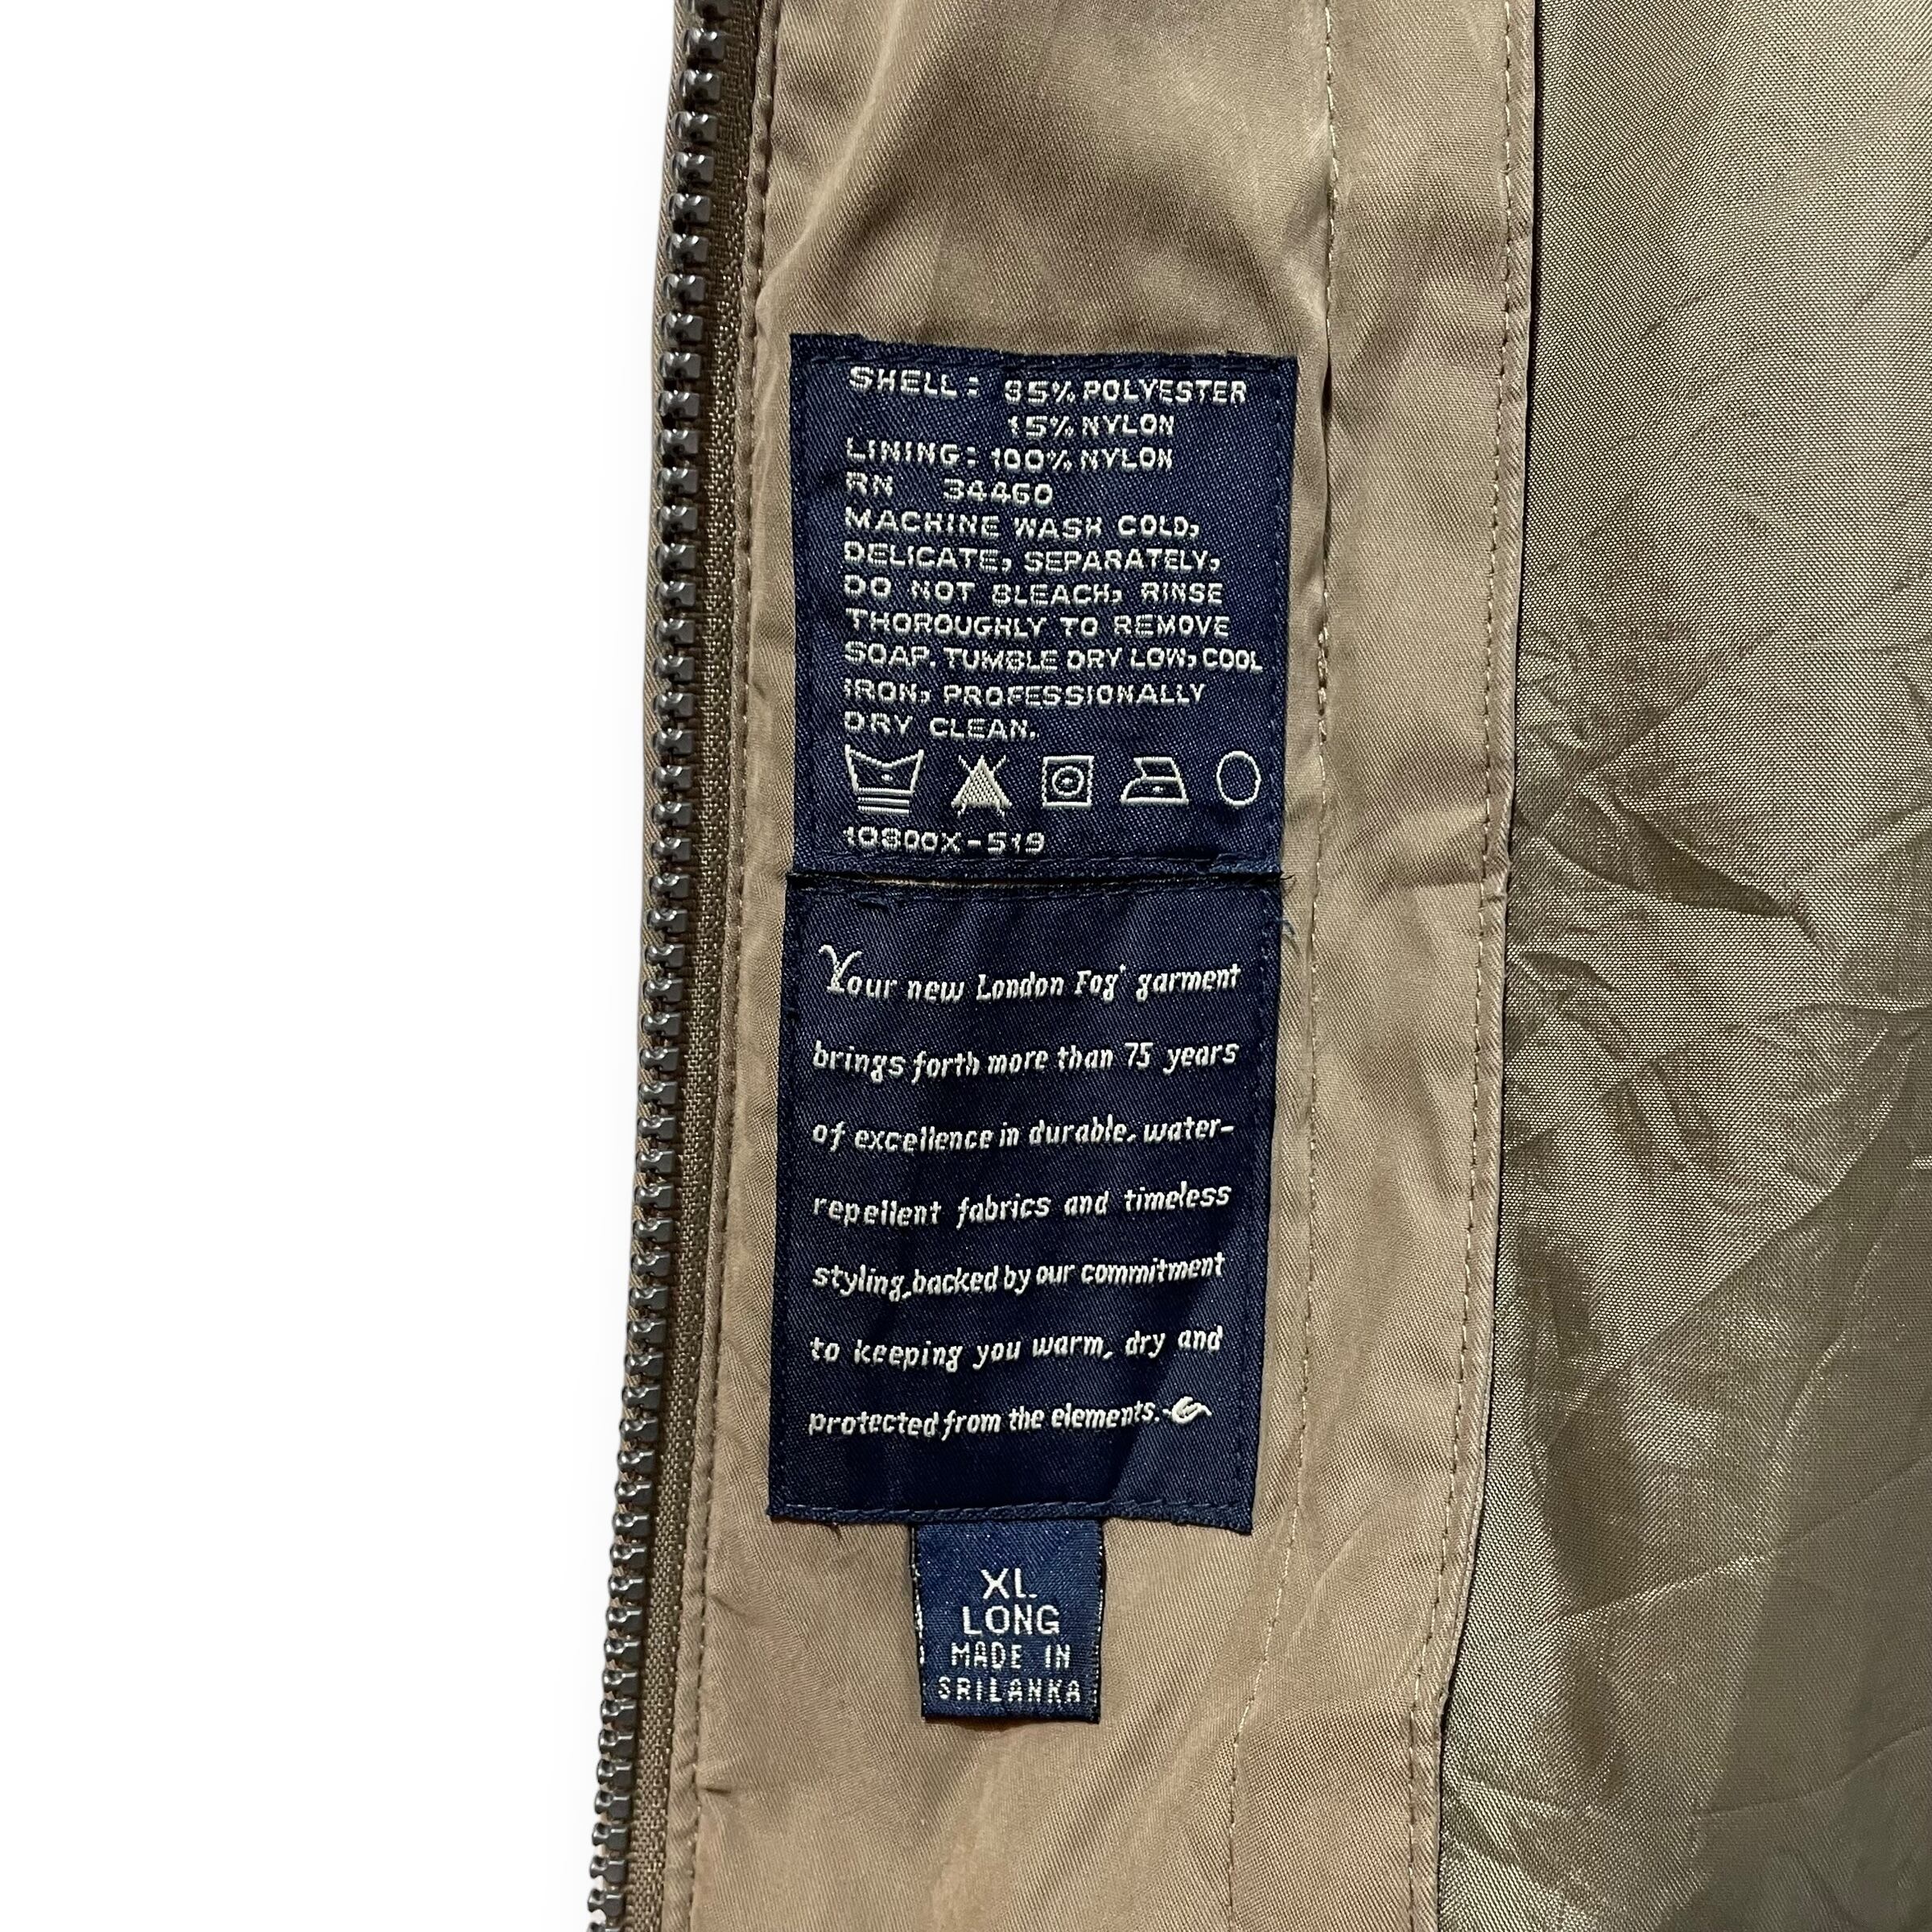 SHELL: 85% POLYESTER
15% NYLON
LINING: 100% NYLON
RN 34460
MACHINE WASH COLD,
DELICATE, SEPARATELY,
DO NOT BLEACH, RINSE
THOROUGHLY TO REMOVE
SOAP. TUMBLE DRY LOW, COOL
IRON, PROFESSIONALLY
DRY CLEAN.
10800X-519
Your new London Fog® garment
brings forth more than 75 years
of excellence in durable, water-
repellent fabrics and timeless
styling, backed by our commitment
to keeping you warm, dry and
protected from the elements.
XL
LONG
MADE IN
SRILANKA